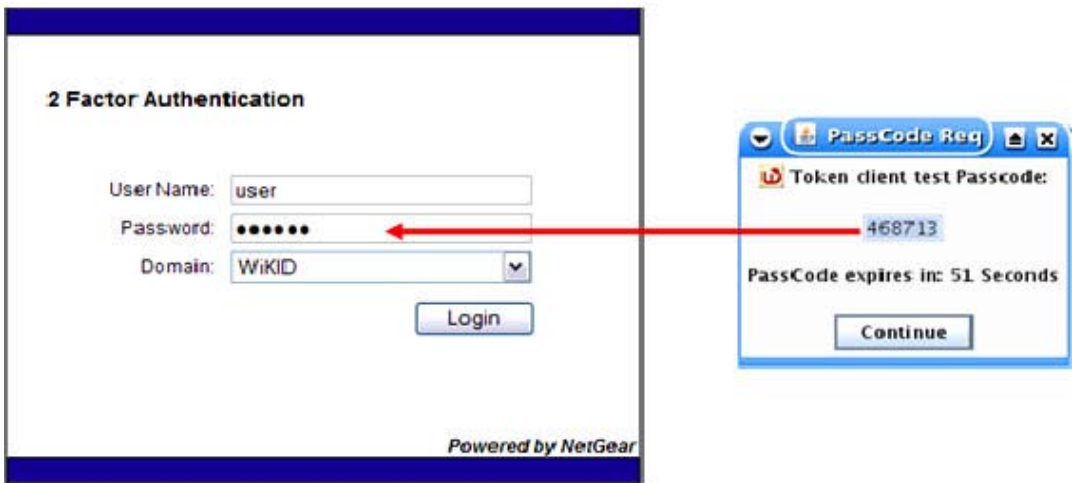 2 Factor Authentication
User Name: user
Password: ●●●●●●
Domain: WiKID
Login
Powered by NetGear
PassCode Req
Token client test Passcode:
468713
PassCode expires in: 51 Seconds
Continue